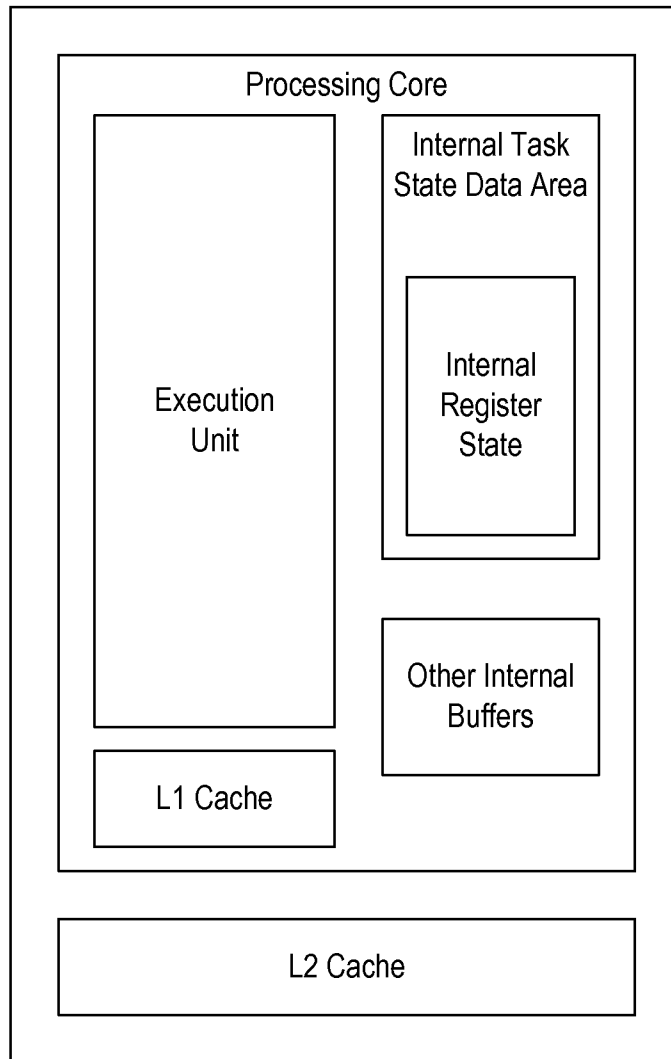 Processing Core
Execution
Unit
Internal Task
State Data Area
Internal
Register
State
Other Internal
Buffers
L1 Cache
L2 Cache